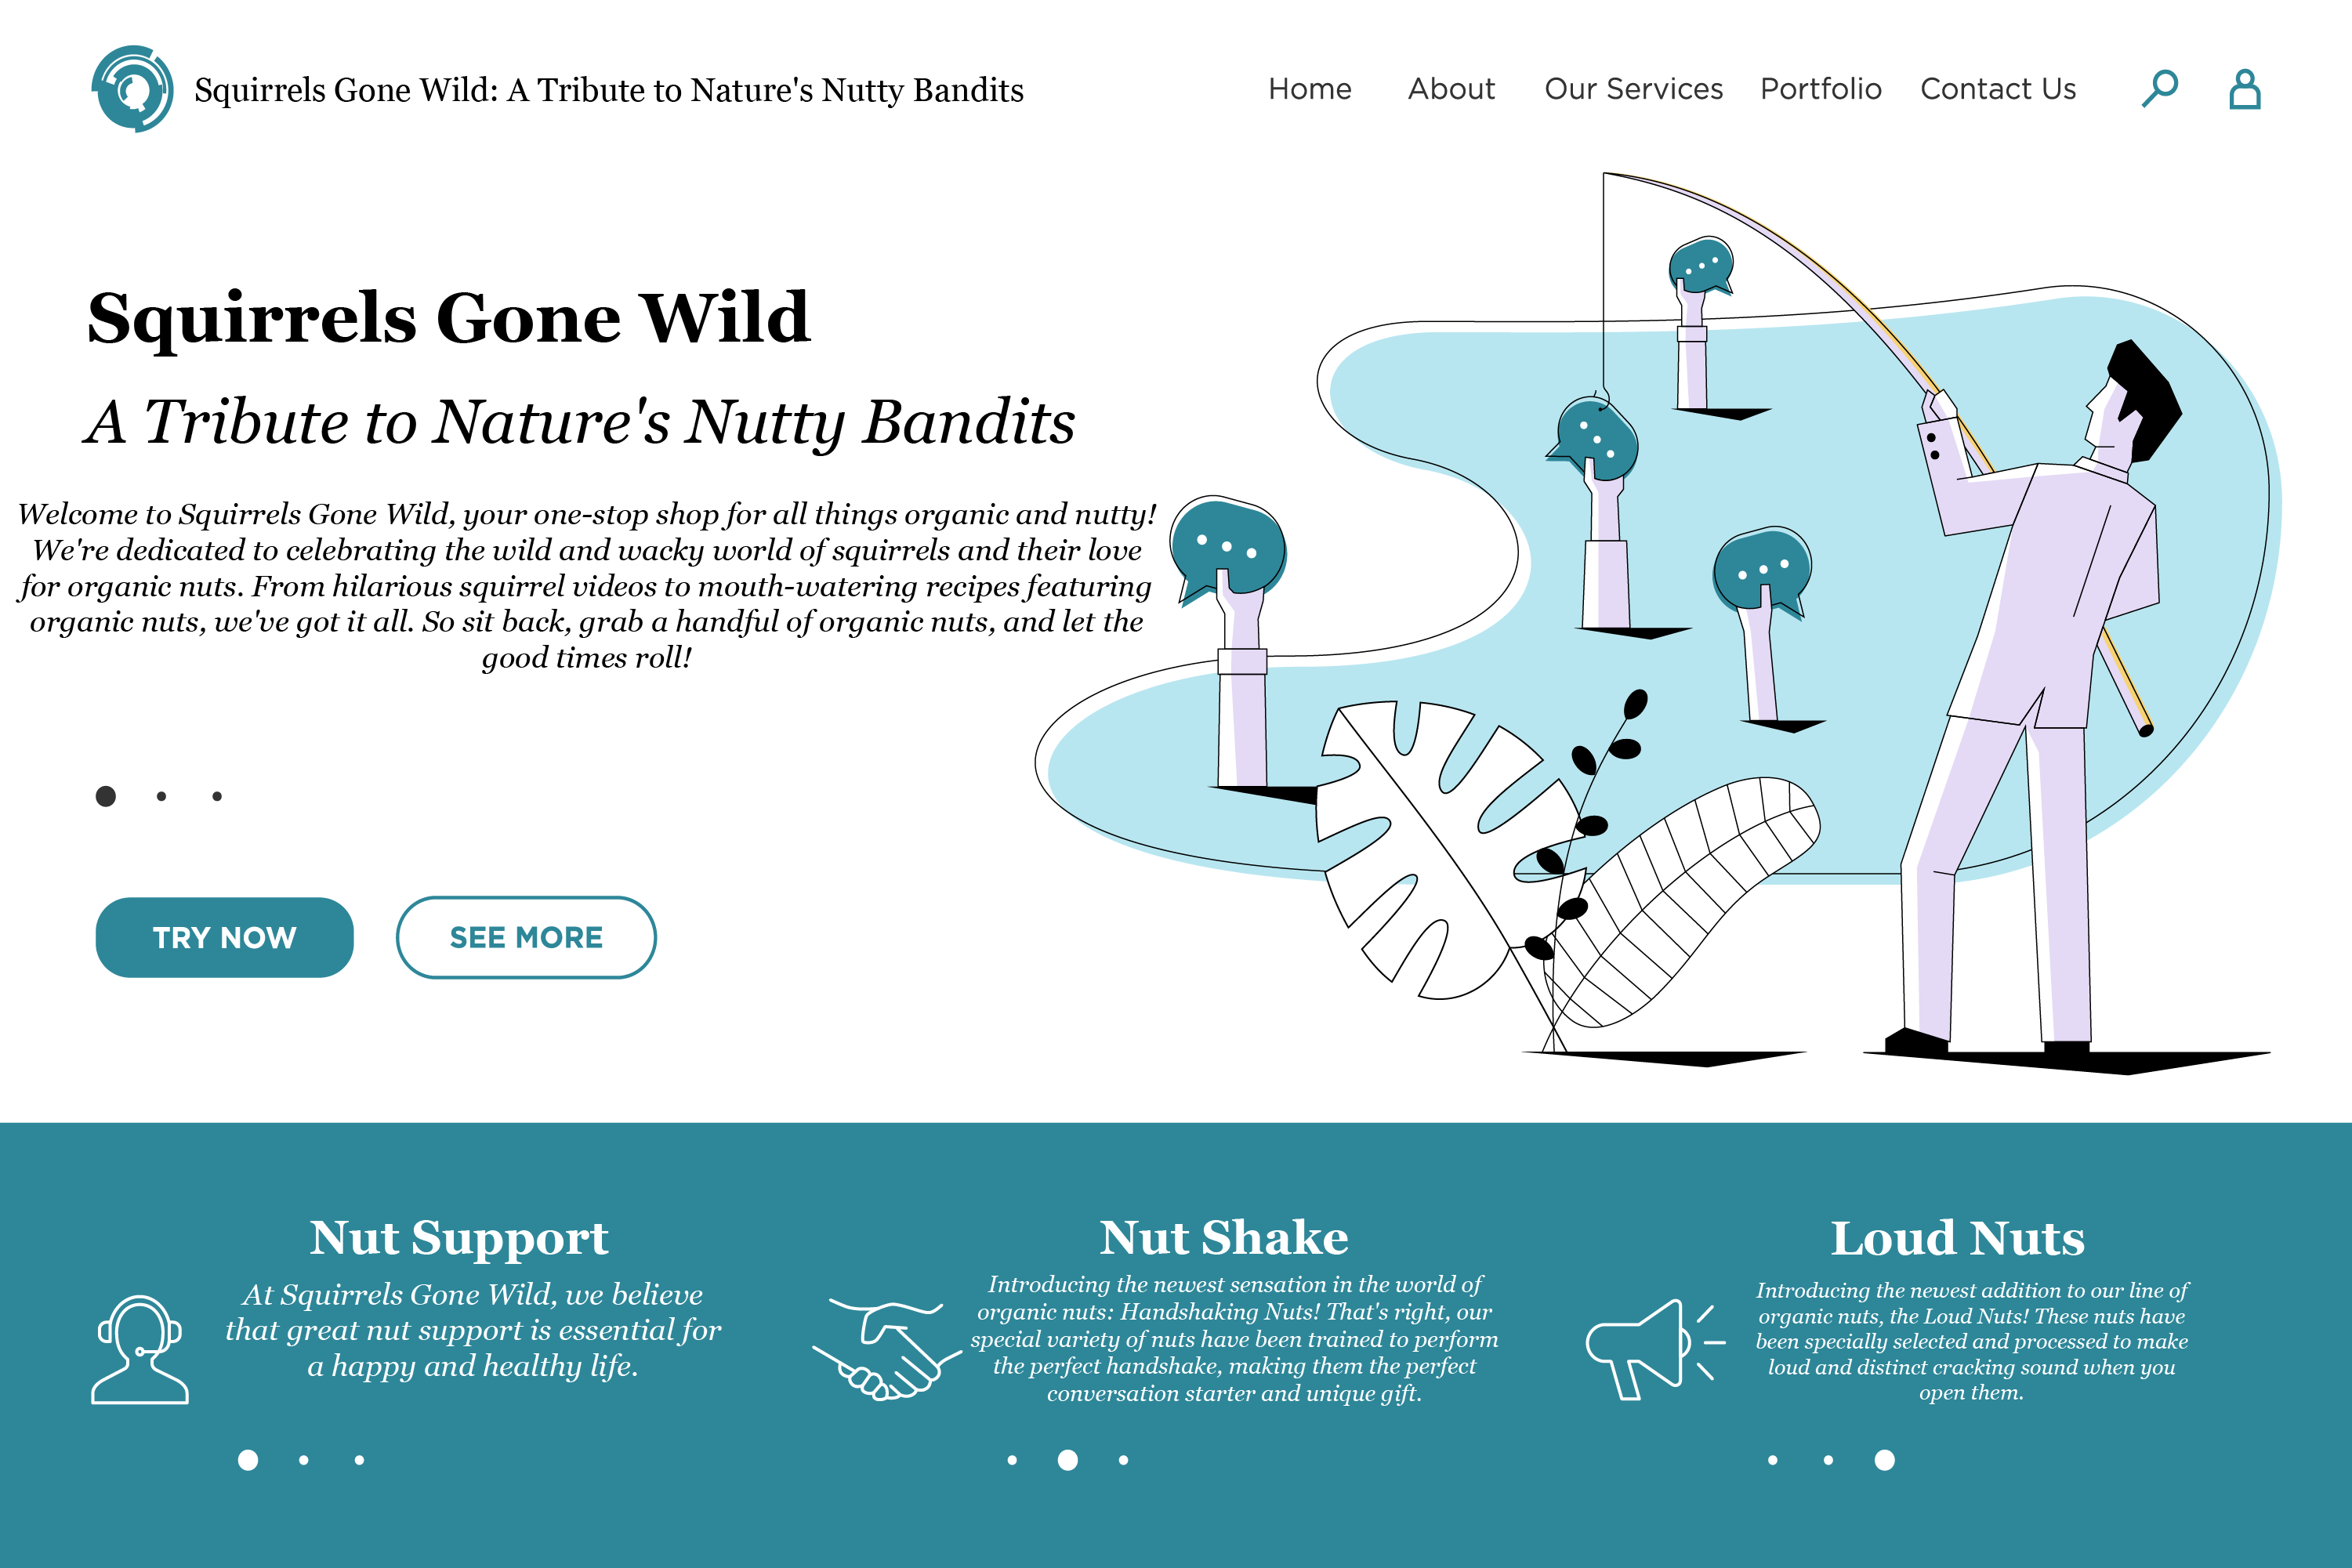 Squirrels Gone Wild: A Tribute to Nature's Nutty Bandits
Home About Our Services Portfolio Contact Us
Squirrels Gone Wild
A Tribute to Nature's Nutty Bandits
Welcome to Squirrels Gone Wild, your one-stop shop for all things organic and nutty!
We're dedicated to celebrating the wild and wacky world of squirrels and their love
for organic nuts. From hilarious squirrel videos to mouth-watering recipes featuring
organic nuts, we've got it all. So sit back, grab a handful of organic nuts, and let the
good times roll!
TRY NOW
SEE MORE
Nut Support
At Squirrels Gone Wild, we believe
that great nut support is essential for
a happy and healthy life.
Nut Shake
Introducing the newest sensation in the world of
organic nuts: Handshaking Nuts! That's right, our
special variety of nuts have been trained to perform
the perfect handshake, making them the perfect
conversation starter and unique gift.
Loud Nuts
Introducing the newest addition to our line of
organic nuts, the Loud Nuts! These nuts have
been specially selected and processed to make
loud and distinct cracking sound when you
open them.